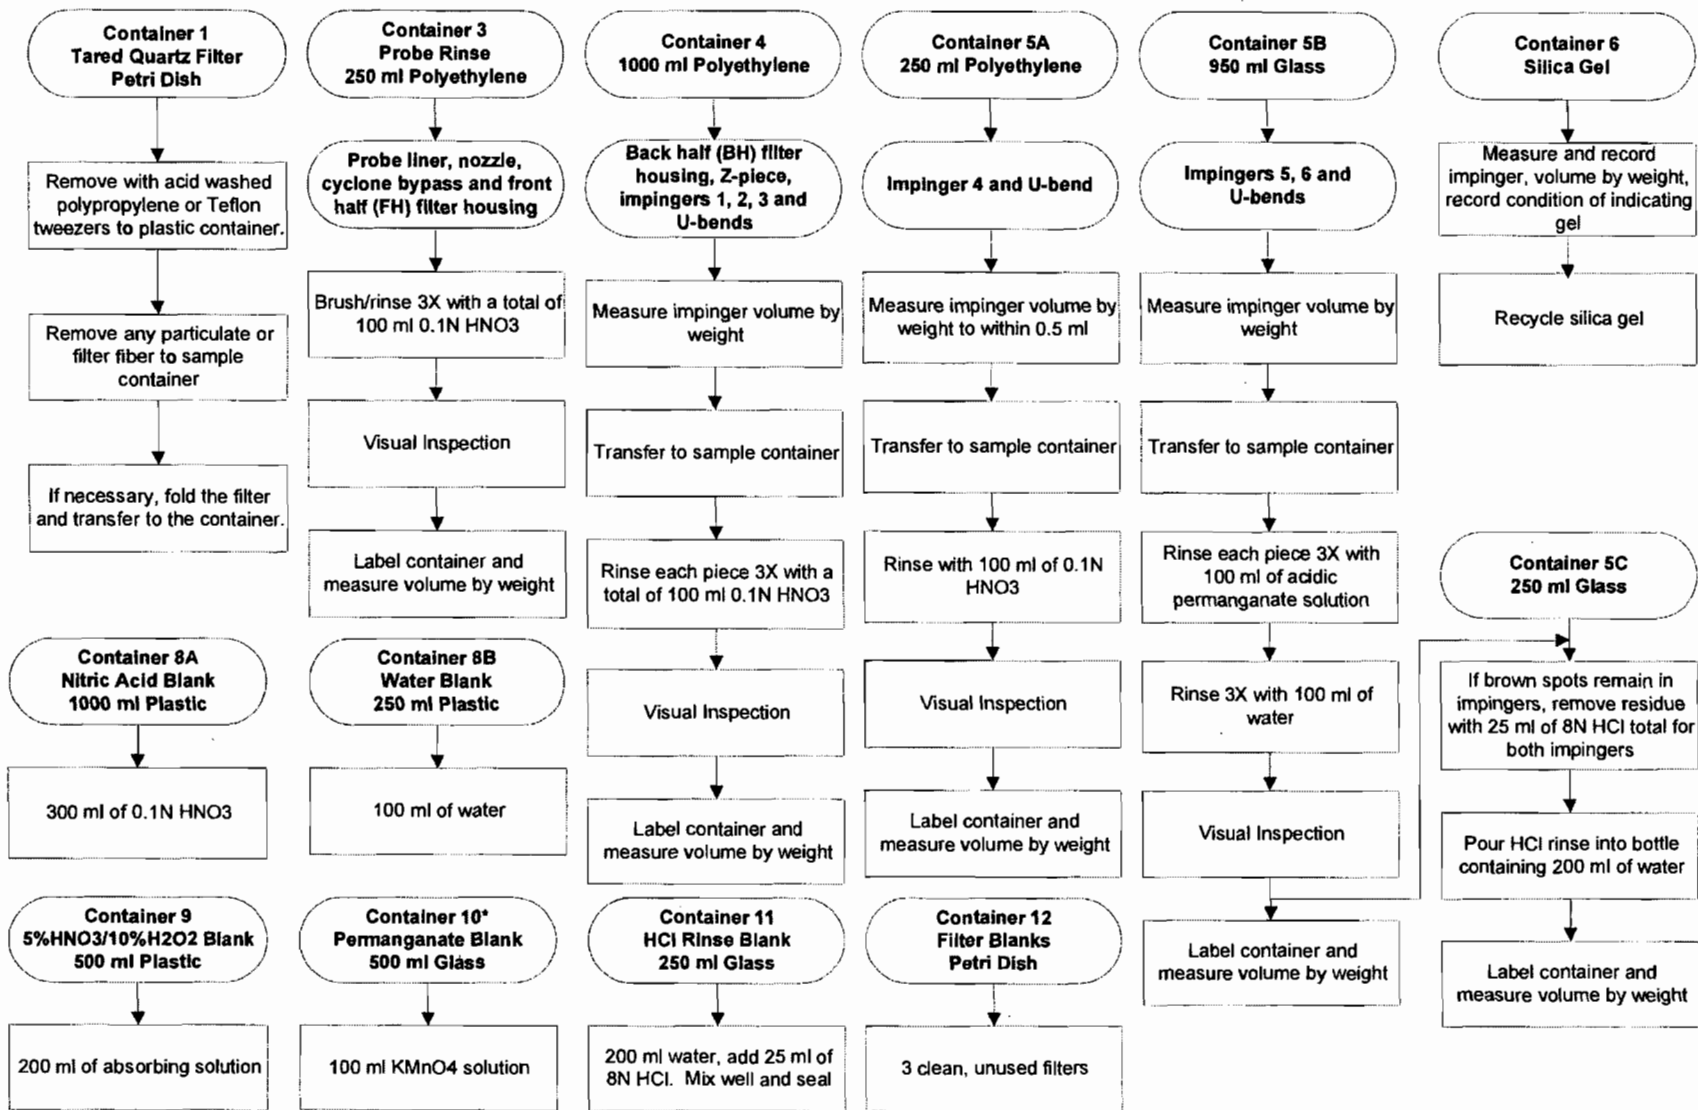 Container 1
Tared Quartz Filter
Petri Dish
Remove with acid washed
polypropylene or Teflon
tweezers to plastic container.
Remove any particulate or
filter fiber to sample
container
If necessary, fold the filter
and transfer to the container.
Container 3
Probe Rinse
250 ml Polyethylene
Probe liner, nozzle,
cyclone bypass and front
half (FH) filter housing
Brush/rinse 3X with a total of
100 ml 0.1N HNO3
Visual Inspection
Label container and
measure volume by weight
Container 4
1000 ml Polyethylene
Back half (BH) filter
housing, Z-piece,
impingers 1, 2, 3 and
U-bends
Measure impinger volume by
weight
Transfer to sample container
Rinse each piece 3X with a
total of 100 ml 0.1N HNO3
Visual Inspection
Label container and
measure volume by weight
Container 5A
250 ml Polyethylene
Impinger 4 and U-bend
Measure impinger volume by
weight to within 0.5 ml
Transfer to sample container
Rinse with 100 ml of 0.1N
HNO3
Visual Inspection
Label container and
measure volume by weight
Container 5B
950 ml Glass
Impingers 5, 6 and
U-bends
Measure impinger volume by
weight
Transfer to sample container
Rinse each piece 3X with
100 ml of acidic
permanganate solution
Rinse 3X with 100 ml of
water
Visual Inspection
Label container and
measure volume by weight
Container 6
Silica Gel
Measure and record
impinger, volume by weight,
record condition of indicating
gel
Recycle silica gel
Container 5C
250 ml Glass
If brown spots remain in
impingers, remove residue
with 25 ml of 8N HCl total for
both impingers
Pour HCl rinse into bottle
containing 200 ml of water
Label container and
measure volume by weight
Container 8A
Nitric Acid Blank
1000 ml Plastic
300 ml of 0.1N HNO3
Container 8B
Water Blank
250 ml Plastic
100 ml of water
Container 9
5%HNO3/10%H2O2 Blank
500 ml Plastic
200 ml of absorbing solution
Container 10*
Permanganate Blank
500 ml Glass
100 ml KMnO4 solution
Container 11
HCl Rinse Blank
250 ml Glass
200 ml water, add 25 ml of
8N HCl. Mix well and seal
Container 12
Filter Blanks
Petri Dish
3 clean, unused filters